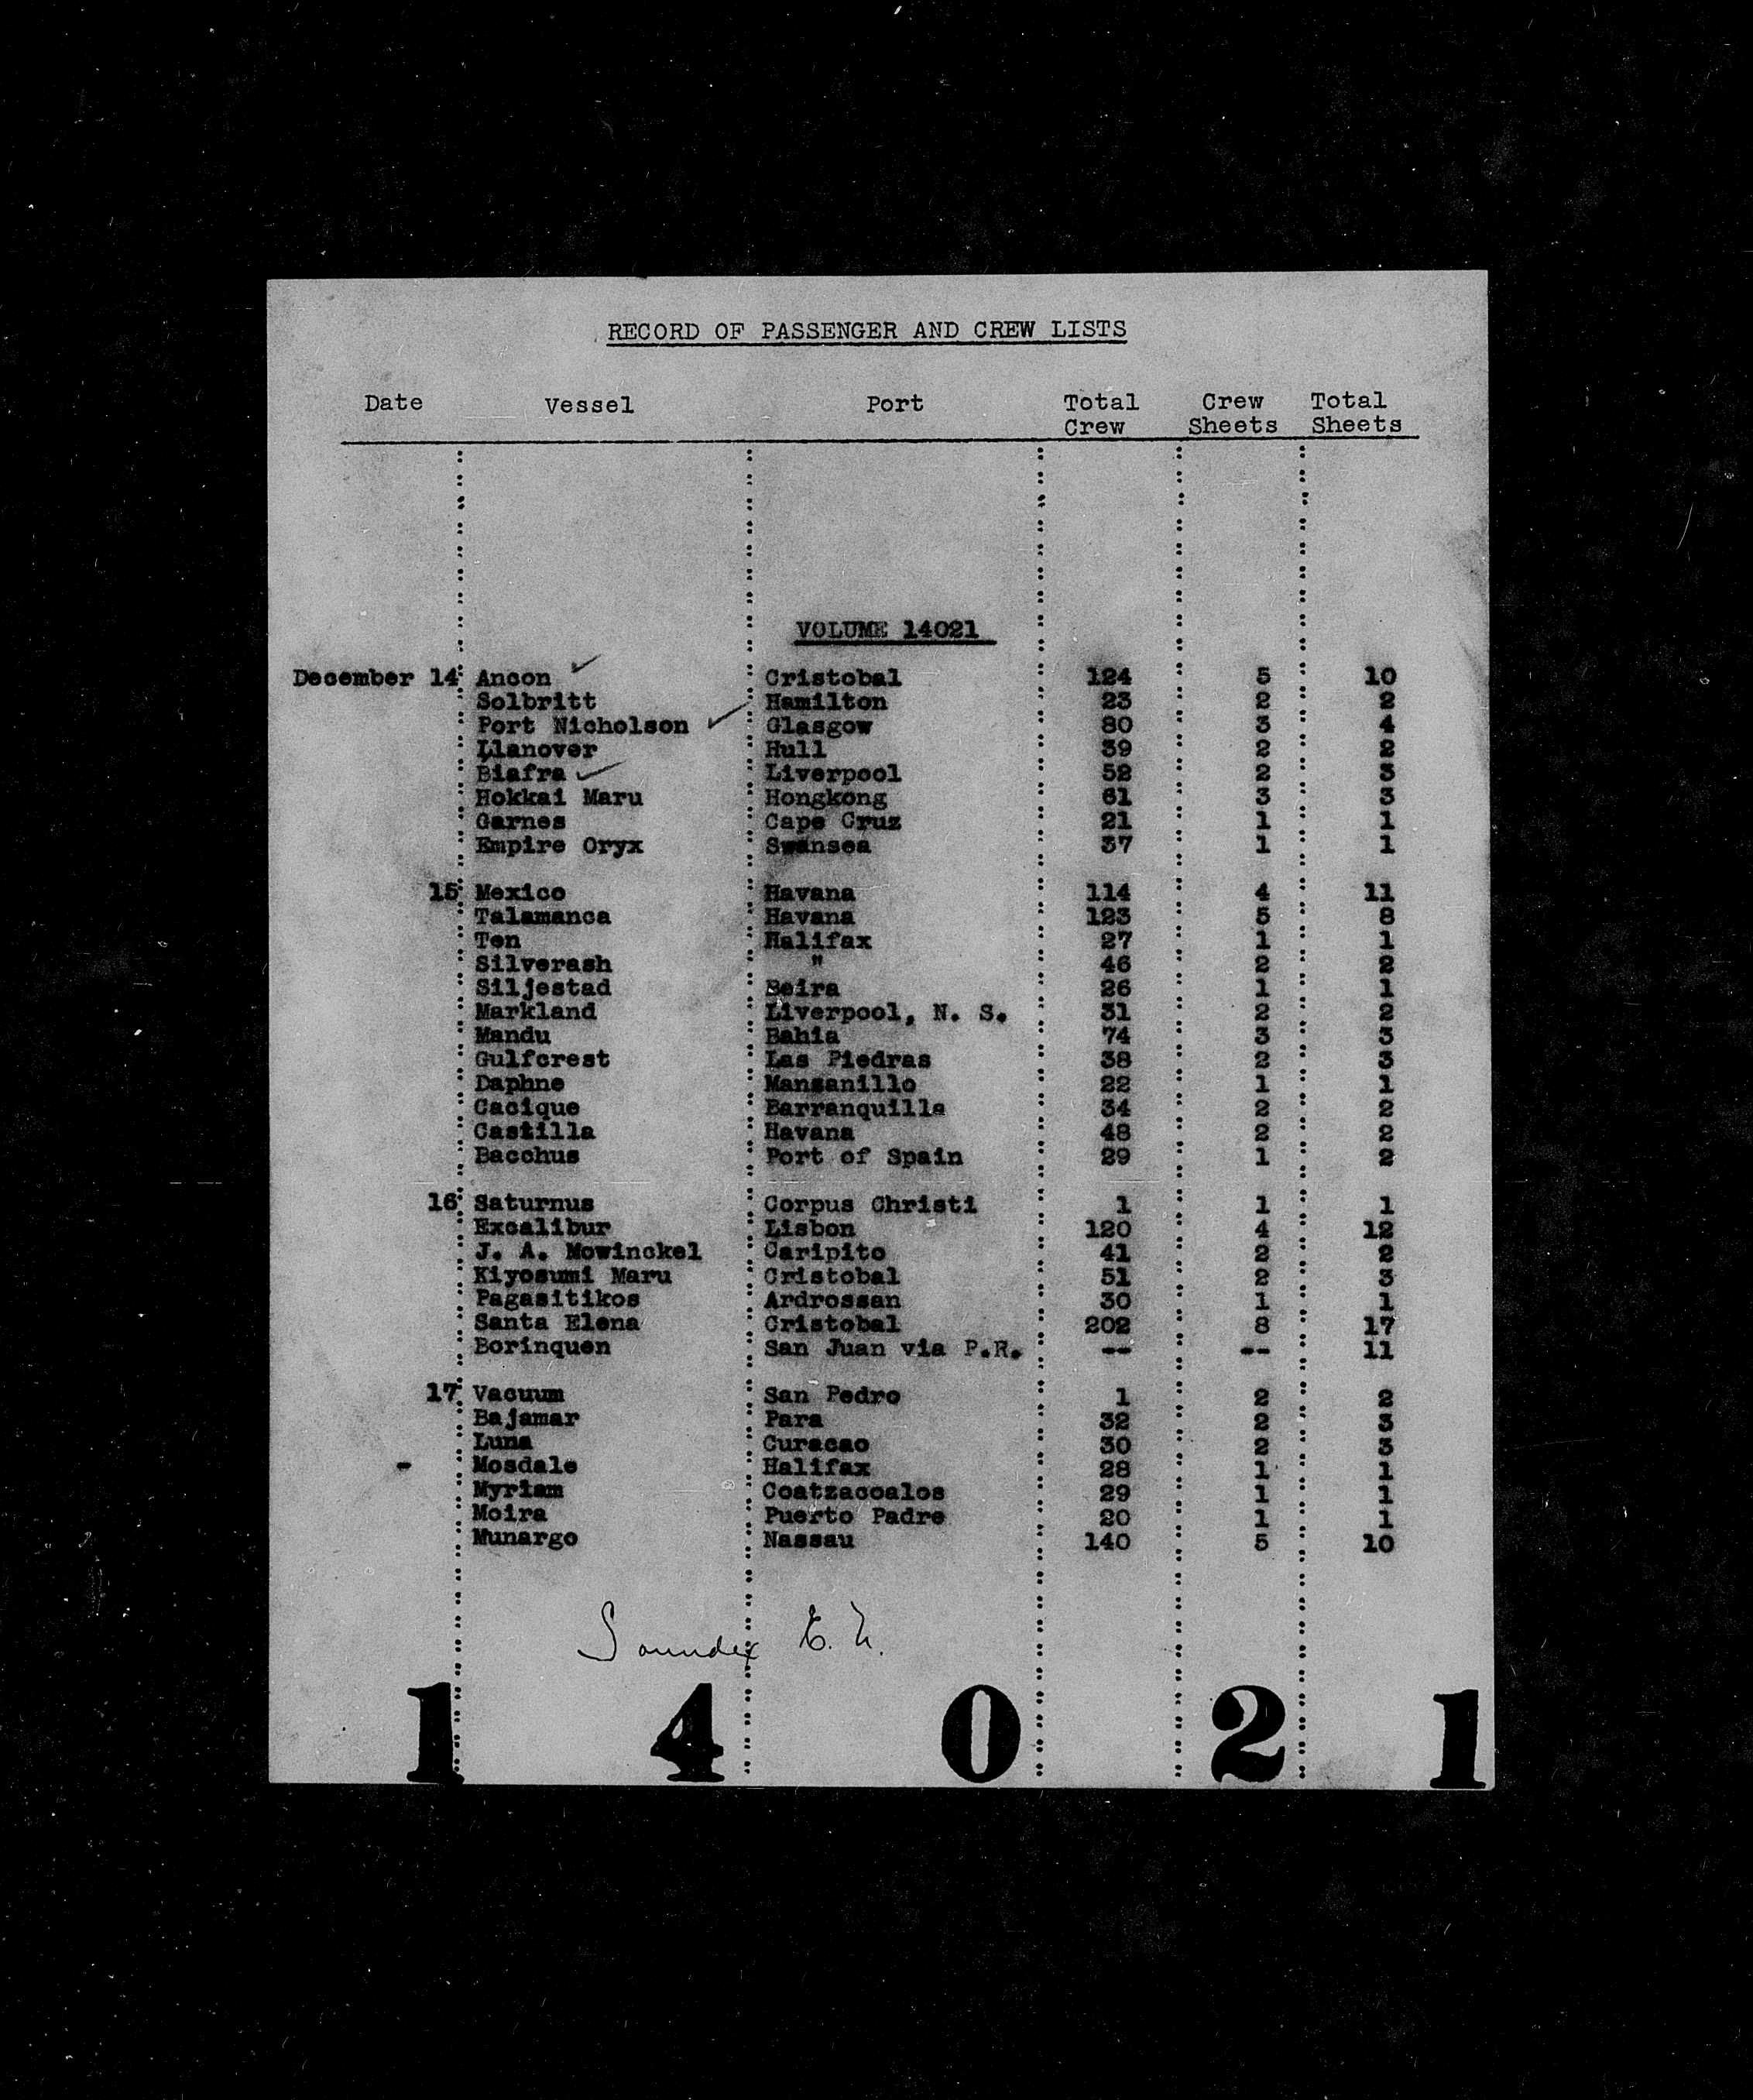 RECORD OF PASSENGER AND CREW LISTS
Date Vessel Port Total Crew Crew Sheets Total Sheets
VOLUME 14021
December 14 Ancon Cristobal 124 5 10
Solbritt Hamilton 23 2 2
Port Nicholson Glasgow 80 3 4
Llanover Hull 39 2 2
Biafra Liverpool 52 2 3
Hokkai Maru Hongkong 61 3 3
Garnes Cape Cruz 21 1 1
Empire Oryx Swansea 37 1 1
15 Mexico Havana 114 4 11
Talamanca Havana 123 5 8
Ten Halifax 27 1 1
Silverash " 46 2 2
Siljestad Beira 26 1 1
Markland Liverpool, N. S. 31 2 2
Mandu Bahia 74 3 3
Gulfcrest Las Piedras 38 2 3
Daphne Manzanillo 22 1 1
Cacique Barranquilla 34 2 2
Castilla Havana 48 2 2
Bacchus Port of Spain 29 1 2
16 Saturnus Corpus Christi 1 1 1
Excalibur Lisbon 120 4 12
J. A. Mowinckel Caripito 41 2 2
Kiyosumi Maru Cristobal 51 2 3
Pagasitikos Ardrossan 30 1 1
Santa Elena Cristobal 202 8 17
Borinquen San Juan via P.R. -- -- 11
17 Vacuum San Pedro 1 2 2
Bajamar Para 32 2 3
Luna Curacao 30 2 3
- Mosdale Halifax 28 1 1
Myriam Coatzacoalos 29 1 1
Moira Puerto Padre 20 1 1
Munargo Nassau 140 5 10
Soundex
1 4 0 2 1